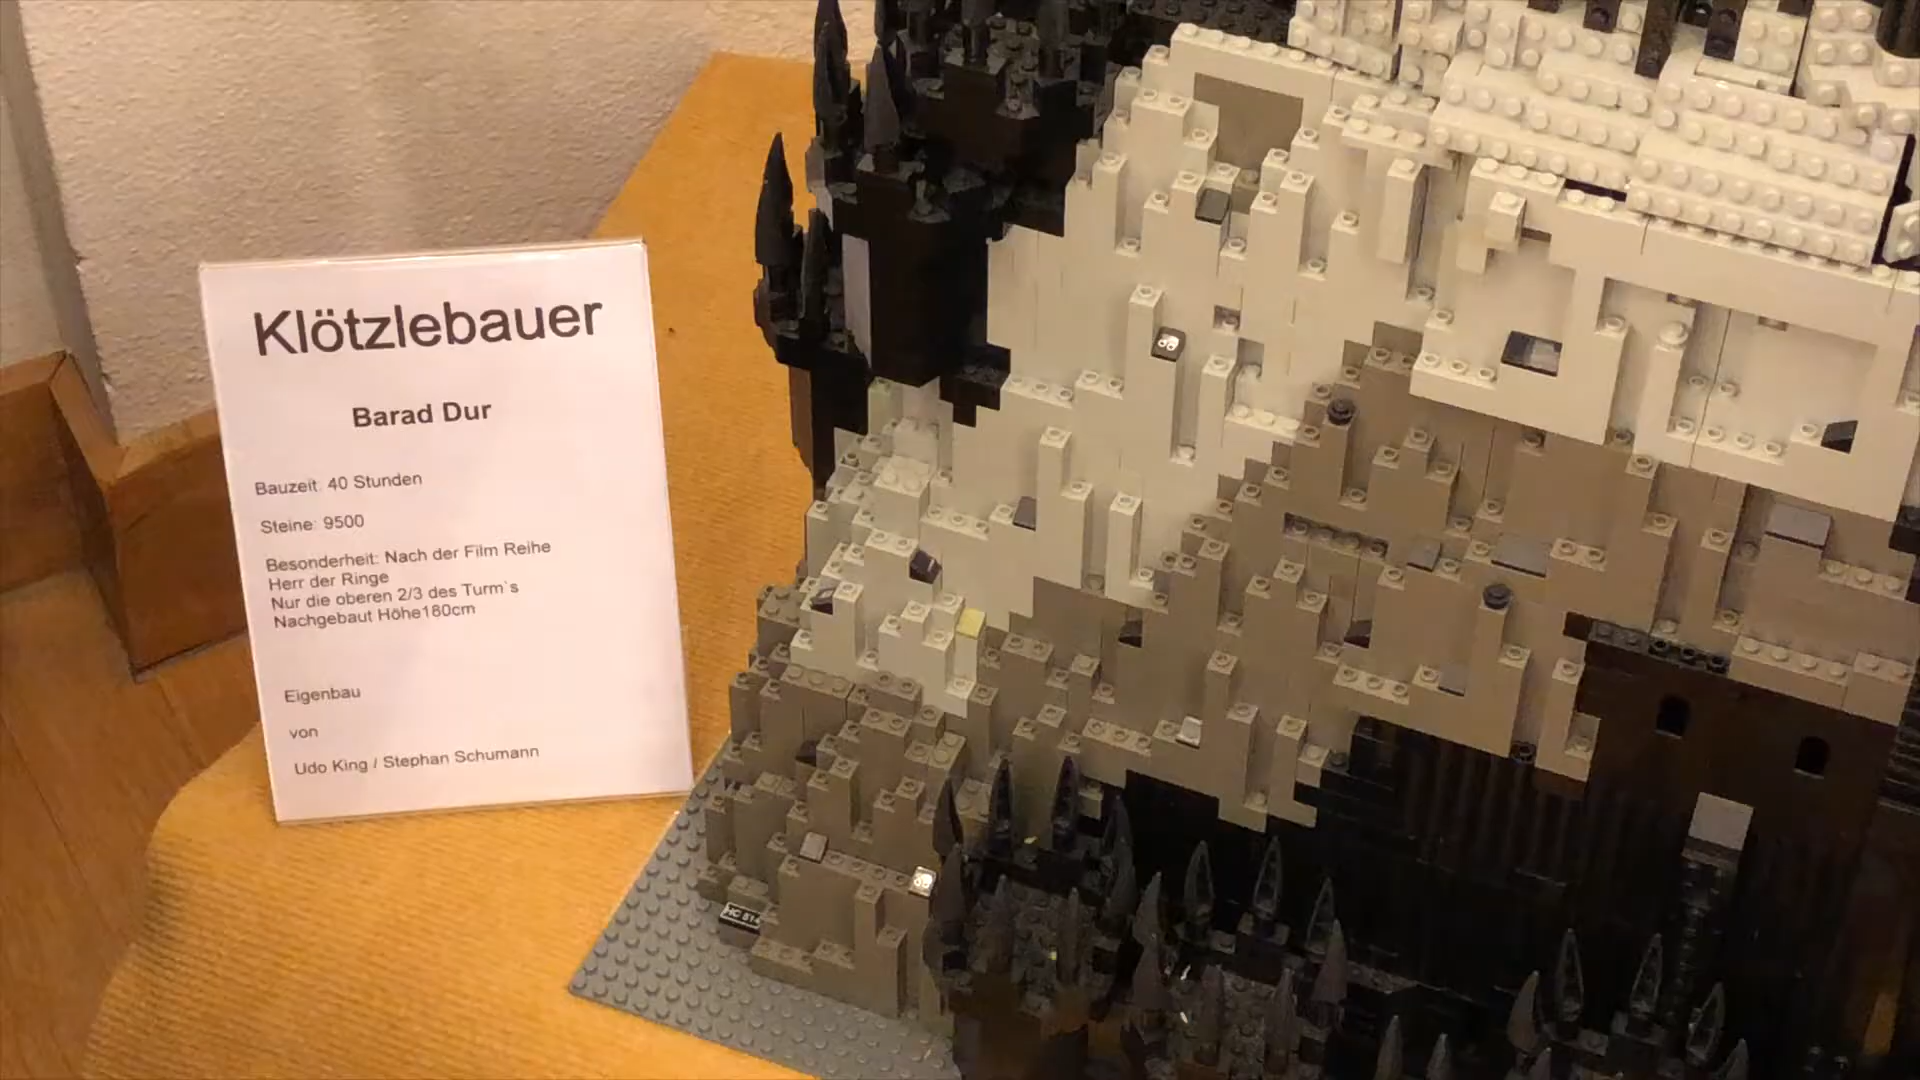 Klötzlebauer
Barad Dur
Bauzeit: 40 Stunden
Steine: 9500
Besonderheit: Nach der Film Reihe
Herr der Ringe
Nur die oberen 2/3 des Turm`s
Nachgebaut Höhe180cm
Eigenbau
von
Udo King / Stephan Schumann